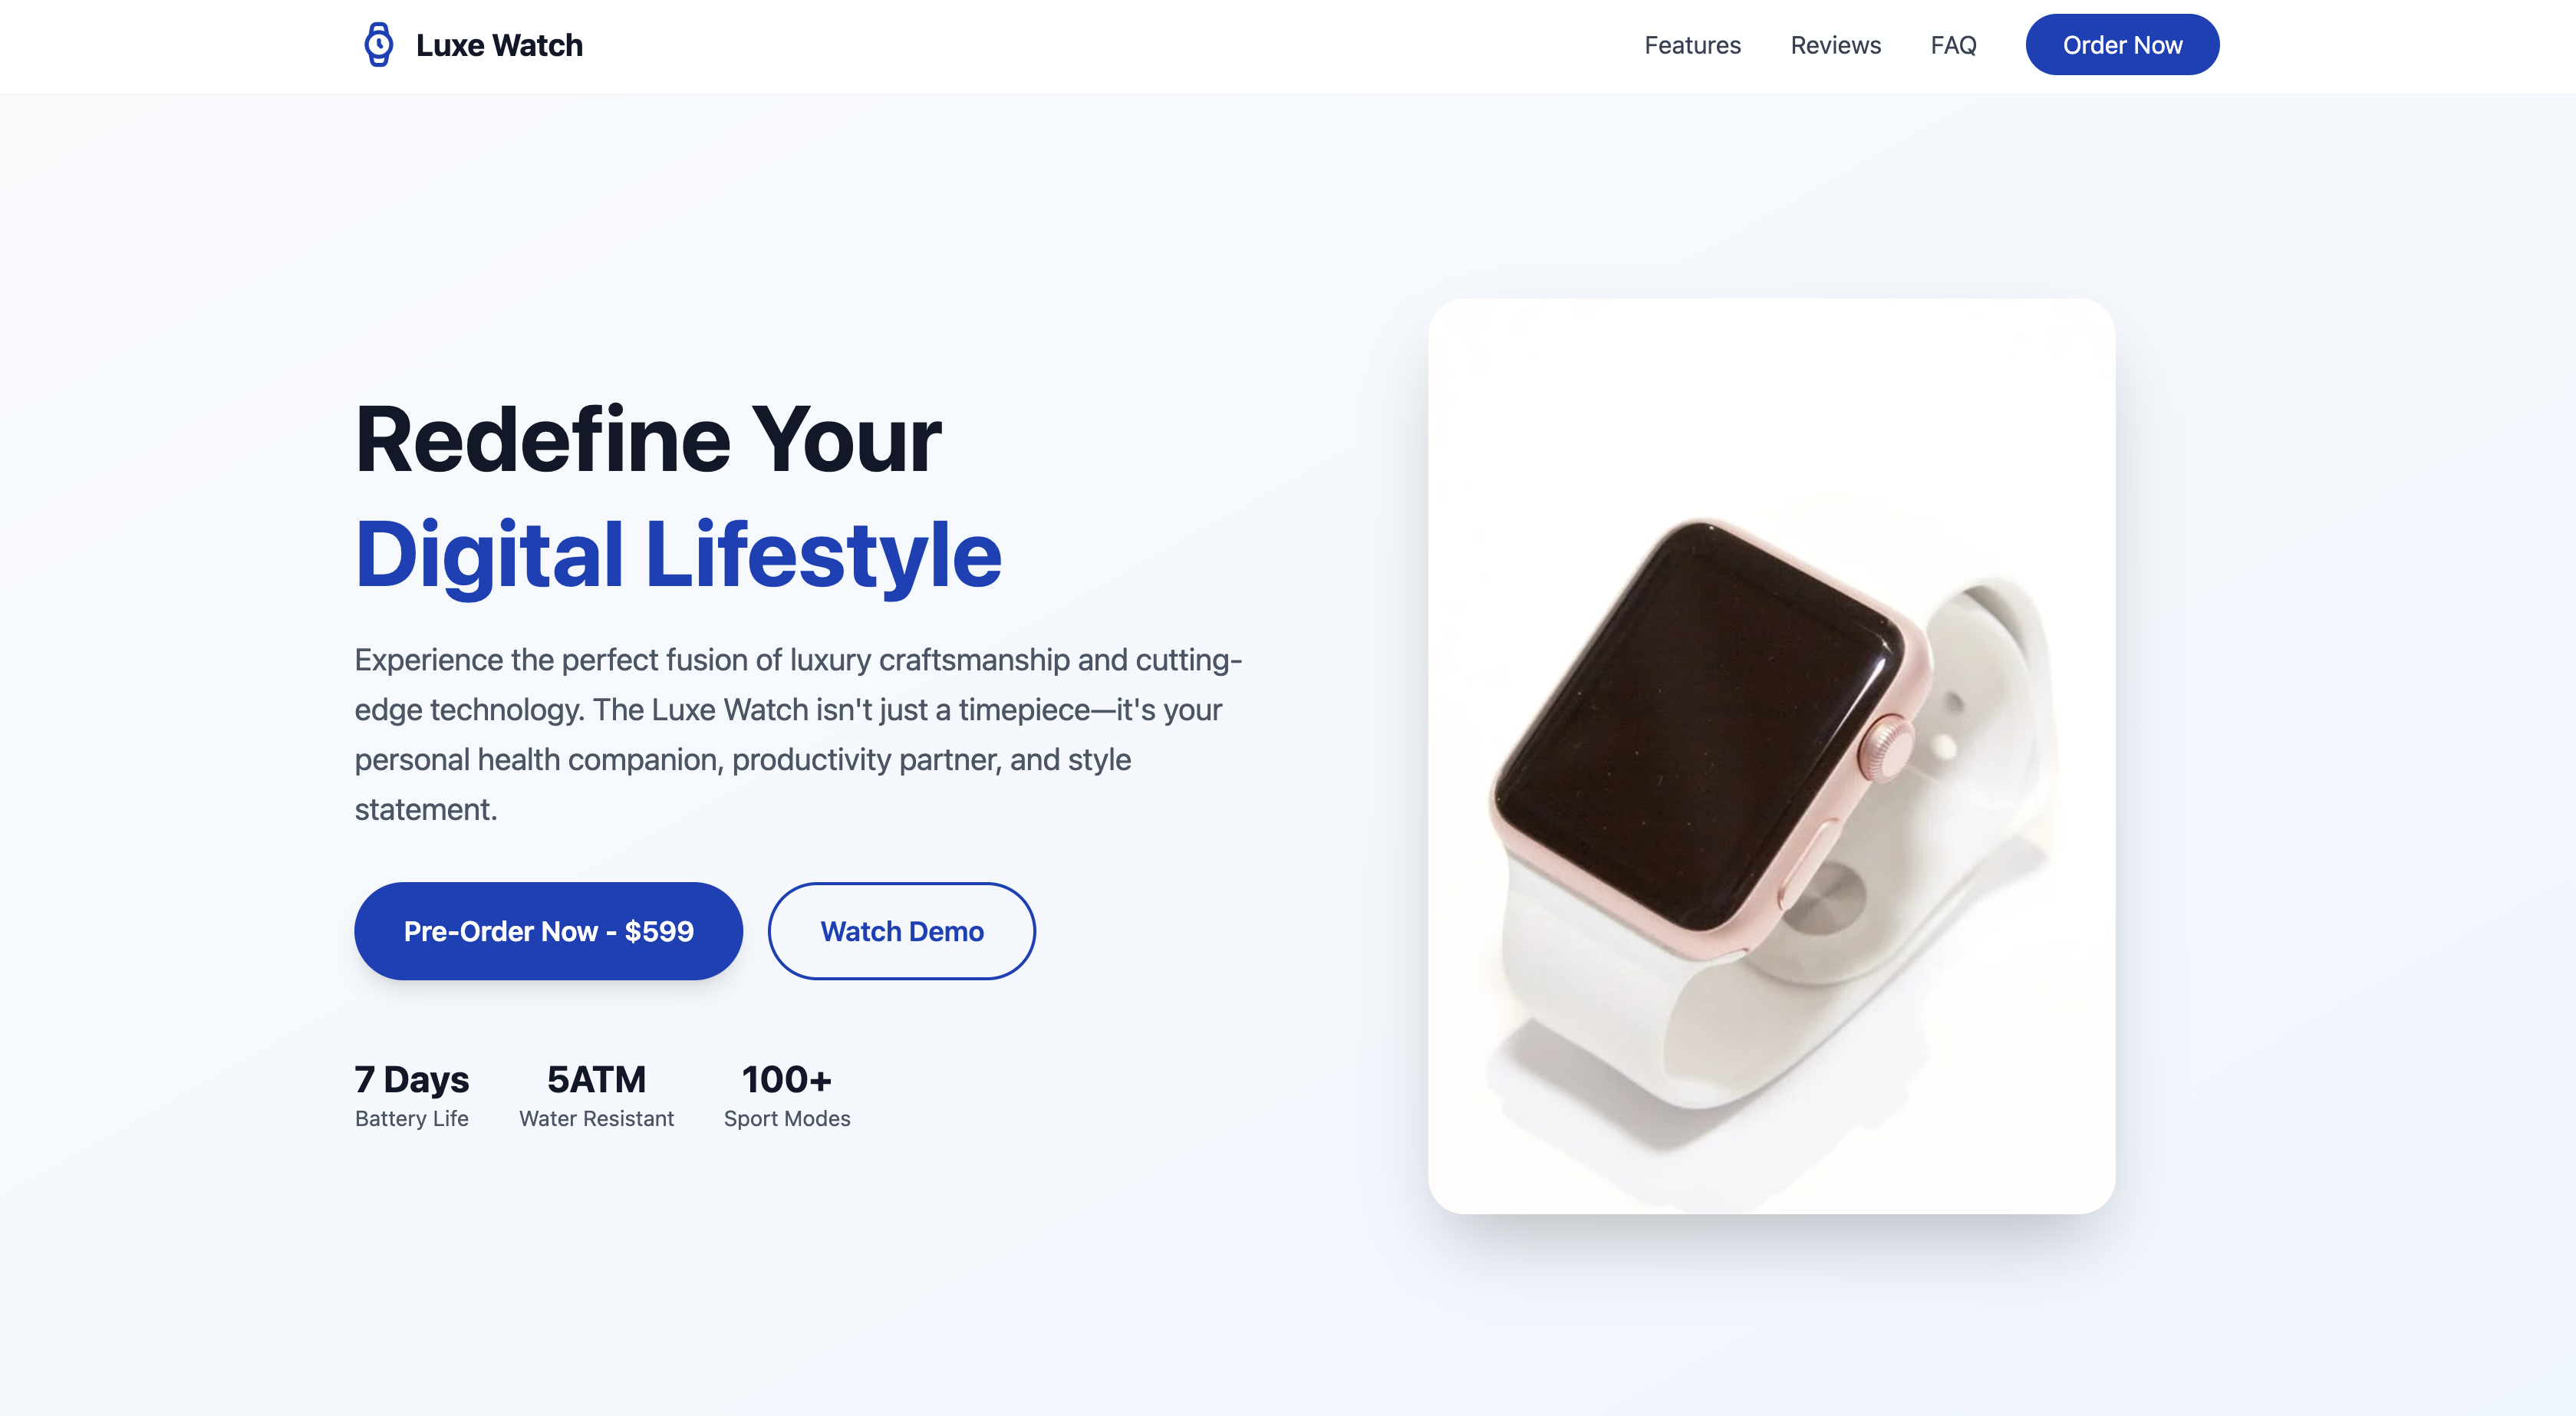 Luxe Watch
Features
Reviews
FAQ
Order Now
Redefine Your
Digital Lifestyle
Experience the perfect fusion of luxury craftsmanship and cutting-
edge technology. The Luxe Watch isn't just a timepiece—it's your
personal health companion, productivity partner, and style
statement.
Pre-Order Now - $599
Watch Demo
7 Days
Battery Life
5ATM
Water Resistant
100+
Sport Modes